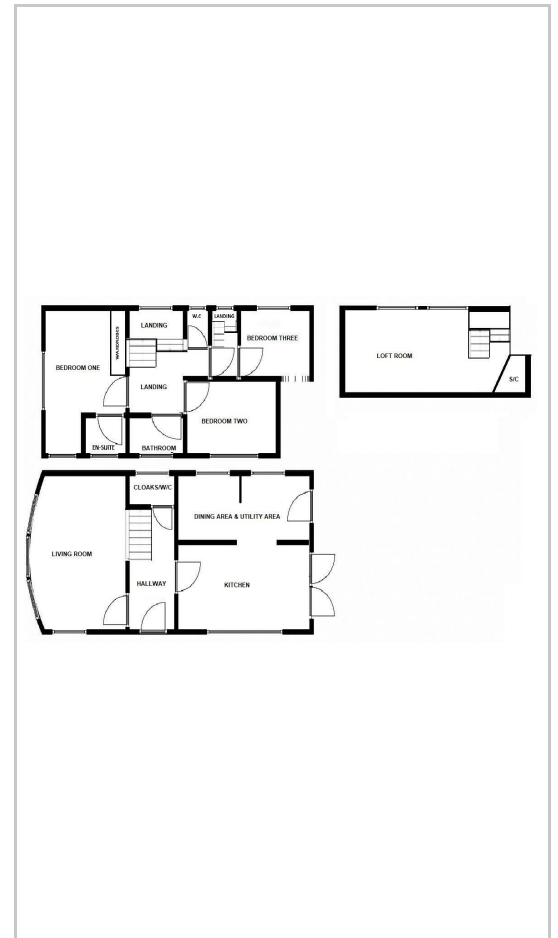 LANDING
W.C
LANDING
BEDROOM THREE
WARDROBES
BEDROOM ONE
LANDING
BEDROOM TWO
EN-SUITE
BATHROOM
LOFT ROOM
S/C
CLOAKS/W/C
DINING AREA & UTILITY AREA
LIVING ROOM
HALLWAY
KITCHEN